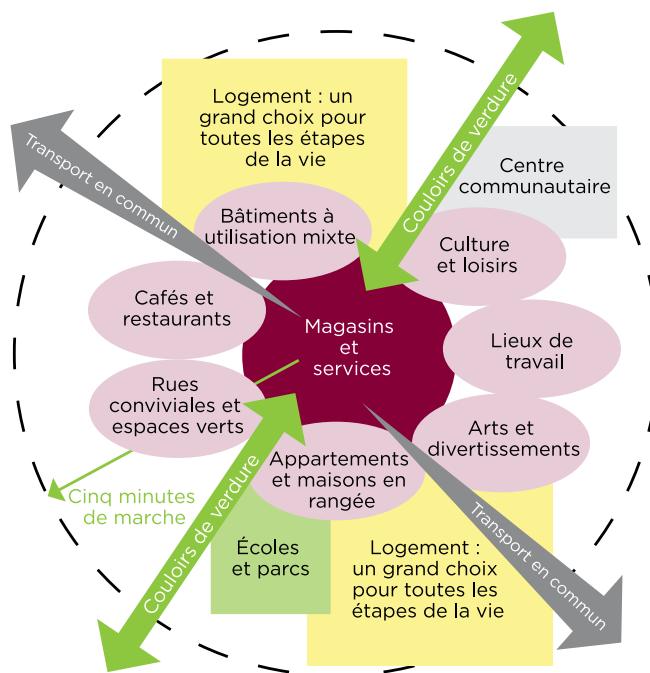 Logement : un
grand choix pour
toutes les étapes
de la vie
Couloirs de verdure
Transport en commun
Centre
communautaire
Bâtiments à
utilisation mixte
Culture
et loisirs
Cafés et
restaurants
Magasins
et
services
Lieux de
travail
Rues
conviviales et
espaces verts
Arts et
divertissements
Appartements
et maisons en
rangée
Cinq minutes
de marche
Couloirs de verdure
Écoles
et parcs
Logement :
un grand choix
pour toutes les
étapes de la vie
Transport en commun